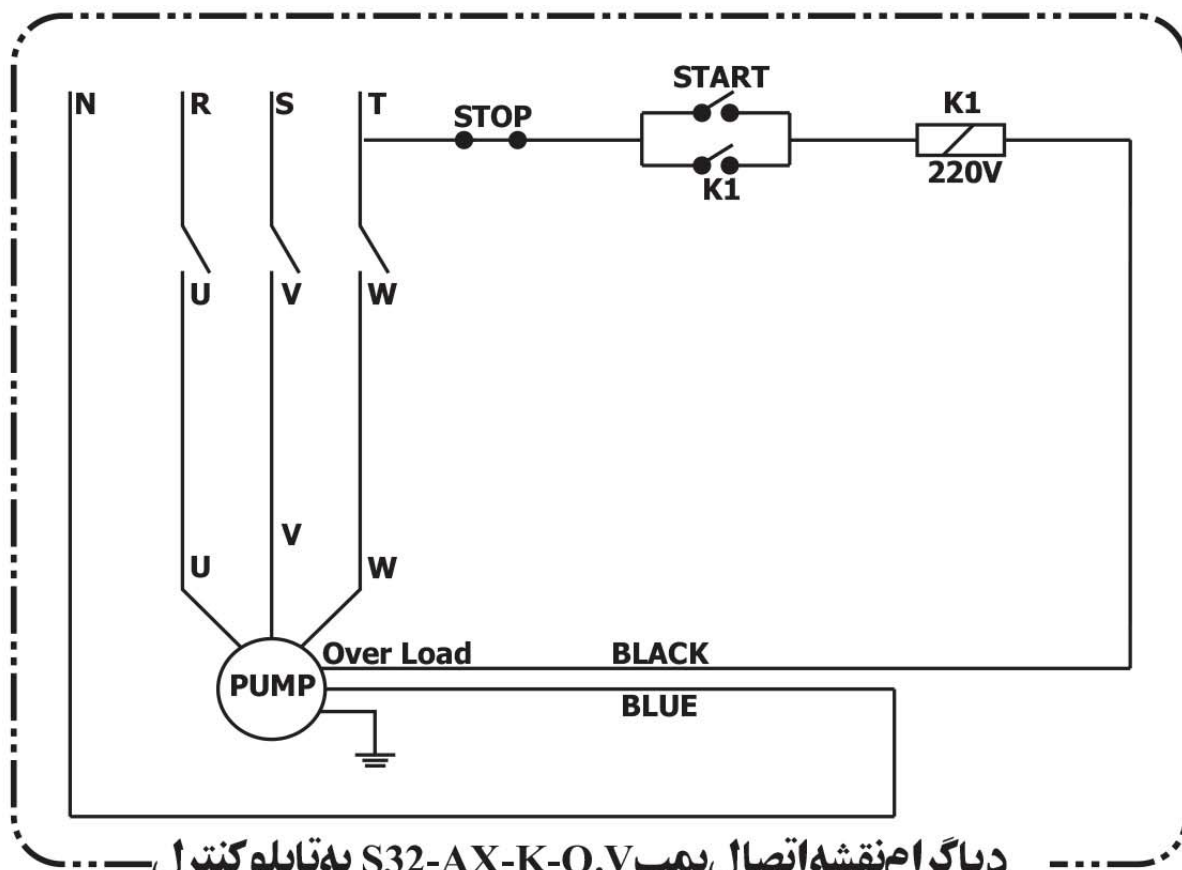 START
N R S T STOP K1
K1 220V
U V W
V
U W
Over Load BLACK
PUMP
BLUE
دیاگرام نقشه اتصال پمپ S32-AX-K-O.V به تابلو کنترل